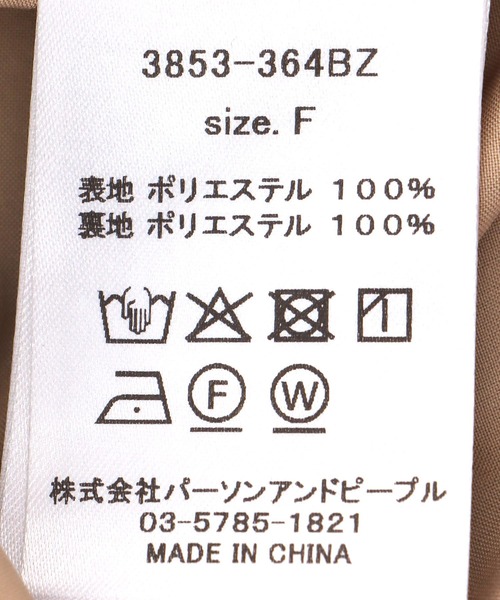 3853-364BZ
size. F
表地 ポリエステル 100%
裏地 ポリエステル 100%
F W
株式会社パーソンアンドピープル
03-5785-1821
MADE IN CHINA